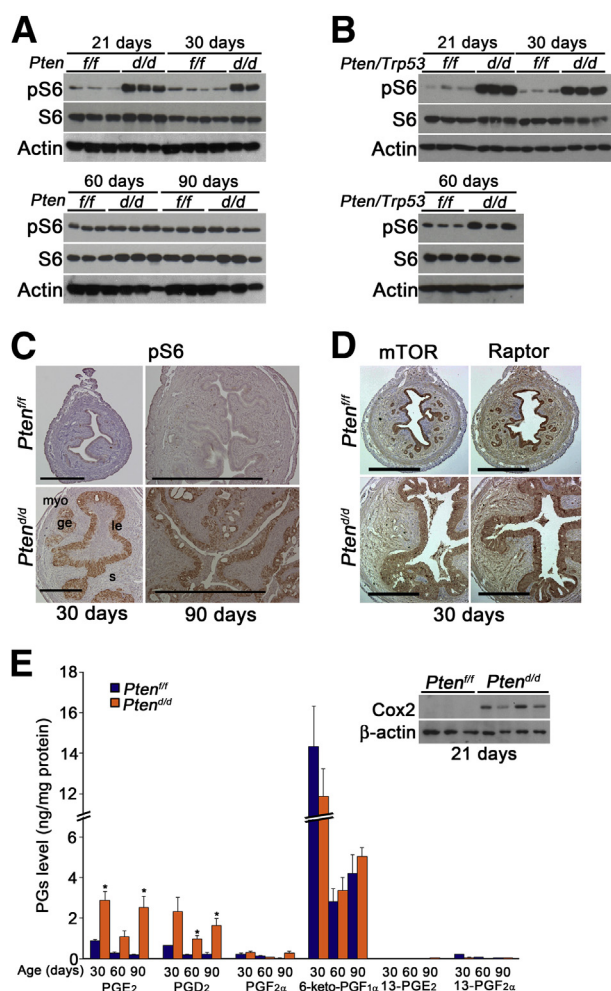 A
21 days 30 days
Pten f/f d/d f/f d/d
pS6
S6
Actin
60 days 90 days
Pten f/f d/d f/f d/d
pS6
S6
Actin
B
21 days 30 days
Pten/Trp53 f/f d/d f/f d/d
pS6
S6
Actin
60 days
Pten/Trp53 f/f d/d
pS6
S6
Actin
C
pS6
Pten^f/f
Pten^d/d
myo
ge
le
s
30 days 90 days
D
mTOR Raptor
Pten^f/f
Pten^d/d
30 days
E
PGs level (ng/mg protein)
18
16
14
12
6
4
2
0
Pten^f/f
Pten^d/d
* * * *
Pten^f/f Pten^d/d
Cox2
β-actin
21 days
Age (days) 30 60 90 30 60 90 30 60 90 30 60 90 30 60 90 30 60 90
PGE₂ PGD₂ PGF₂α 6-keto-PGF₁α 13-PGE₂ 13-PGF₂α